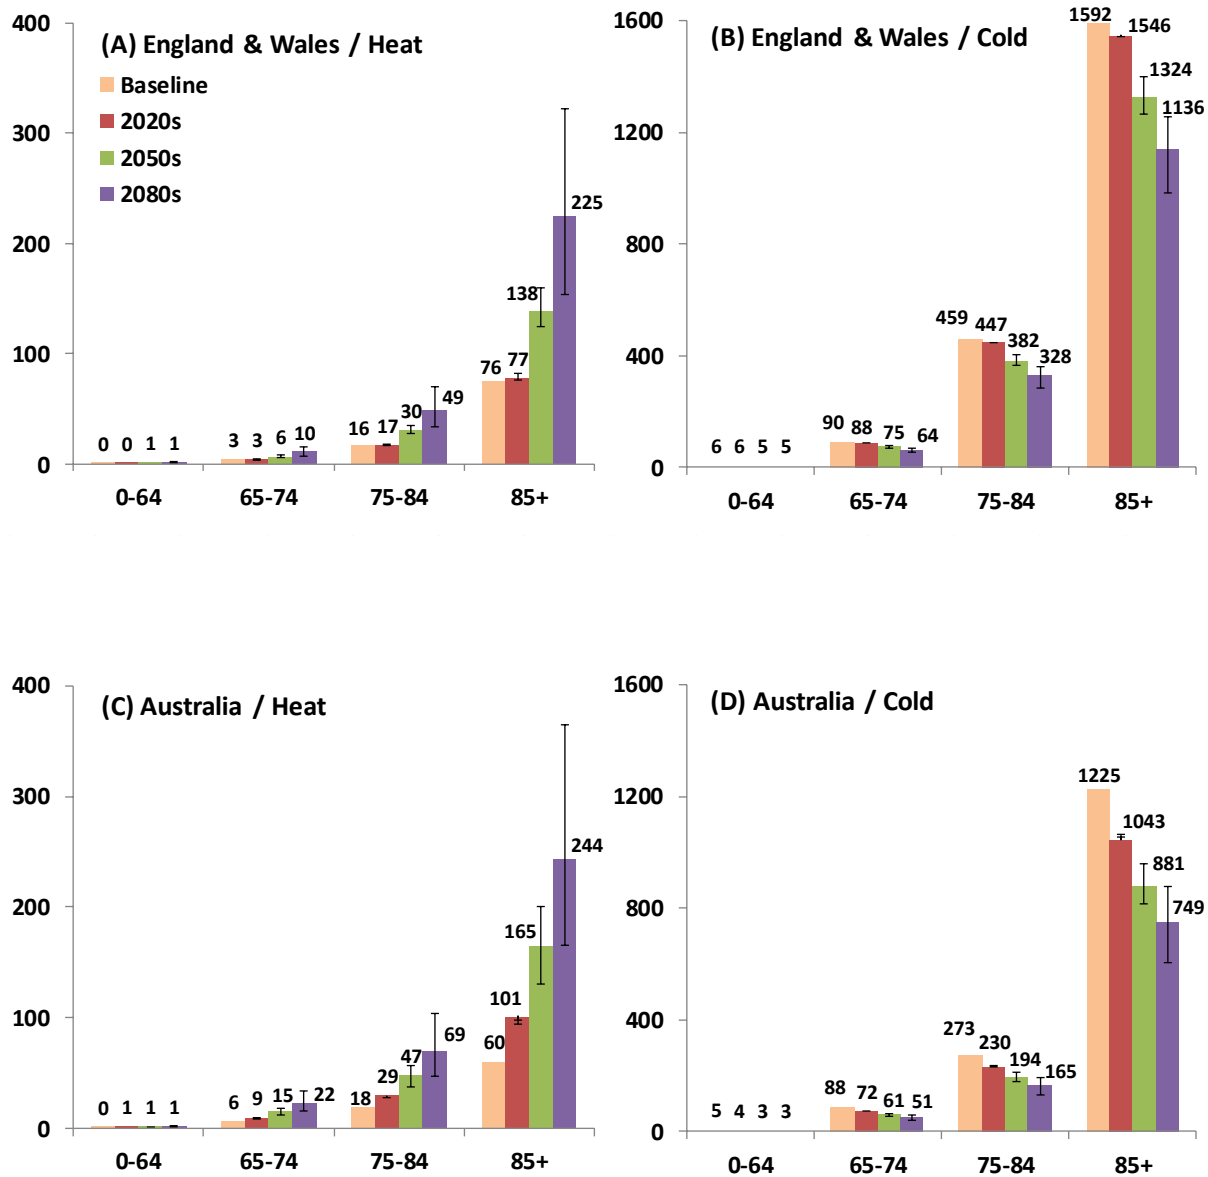 (A) England & Wales / Heat
Baseline
2020s
2050s
2080s
400
300
200
100
0
0 0 1 1
3 3 6 10
16 17 30 49
76 77 138 225
0-64 65-74 75-84 85+
(B) England & Wales / Cold
1600
1200
800
400
0
6 6 5 5
90 88 75 64
459 447 382 328
1592 1546 1324 1136
0-64 65-74 75-84 85+
(C) Australia / Heat
400
300
200
100
0
0 1 1 1
6 9 15 22
18 29 47 69
60 101 165 244
0-64 65-74 75-84 85+
(D) Australia / Cold
1600
1200
800
400
0
5 4 3 3
88 72 61 51
273 230 194 165
1225 1043 881 749
0-64 65-74 75-84 85+